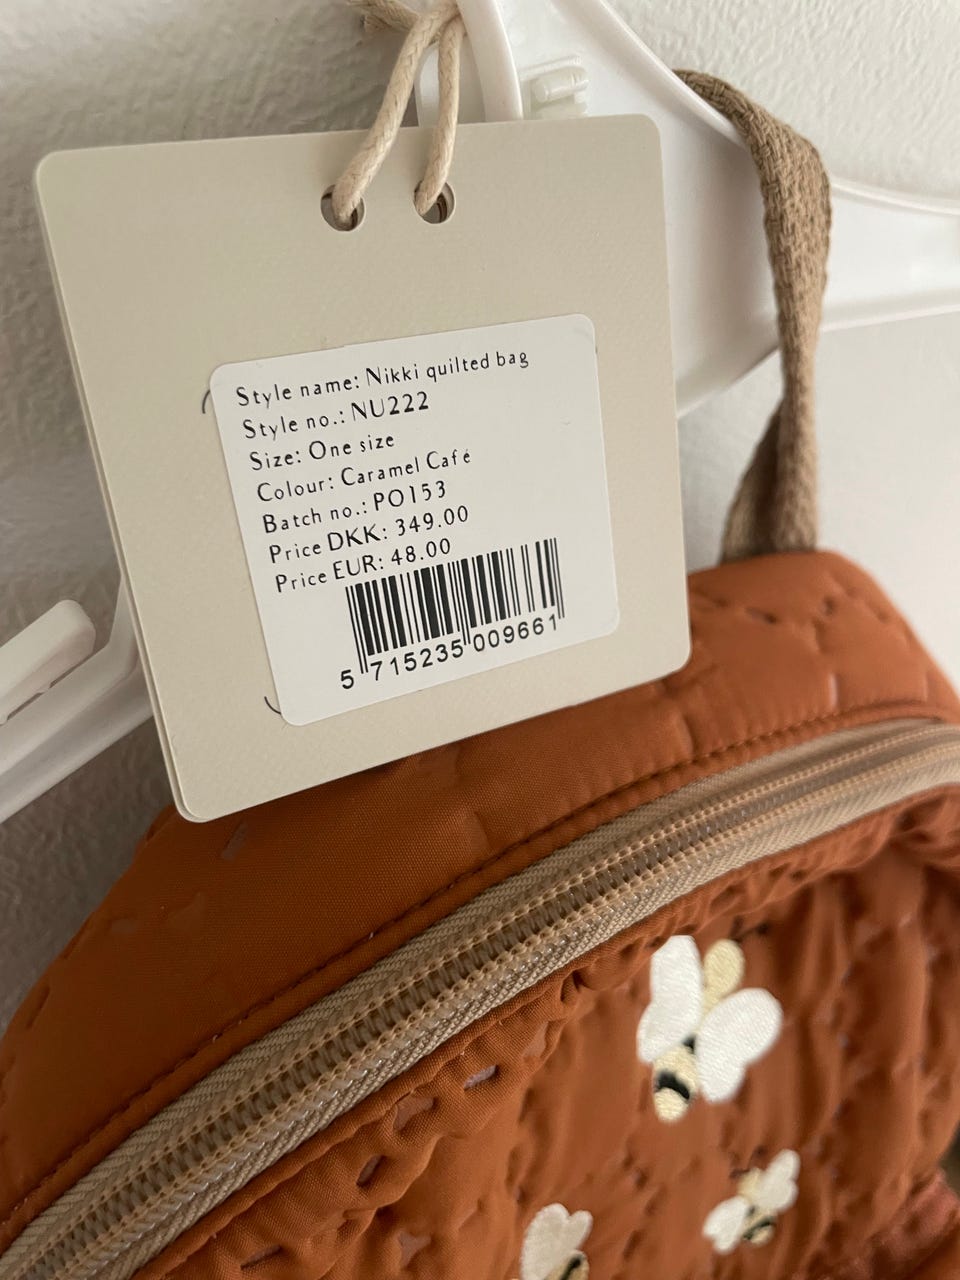 Style name: Nikki quilted bag
Style no.: NU222
Size: One size
Colour: Caramel Café
Batch no.: PO153
Price DKK: 349.00
Price EUR: 48.00
5 715235 009661